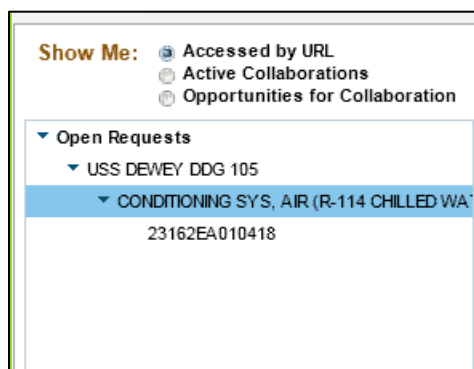 Show Me: Accessed by URL
Active Collaborations
Opportunities for Collaboration
Open Requests
USS DEWEY DDG 105
CONDITIONING SYS, AIR (R-114 CHILLED WAT
23162EA010418